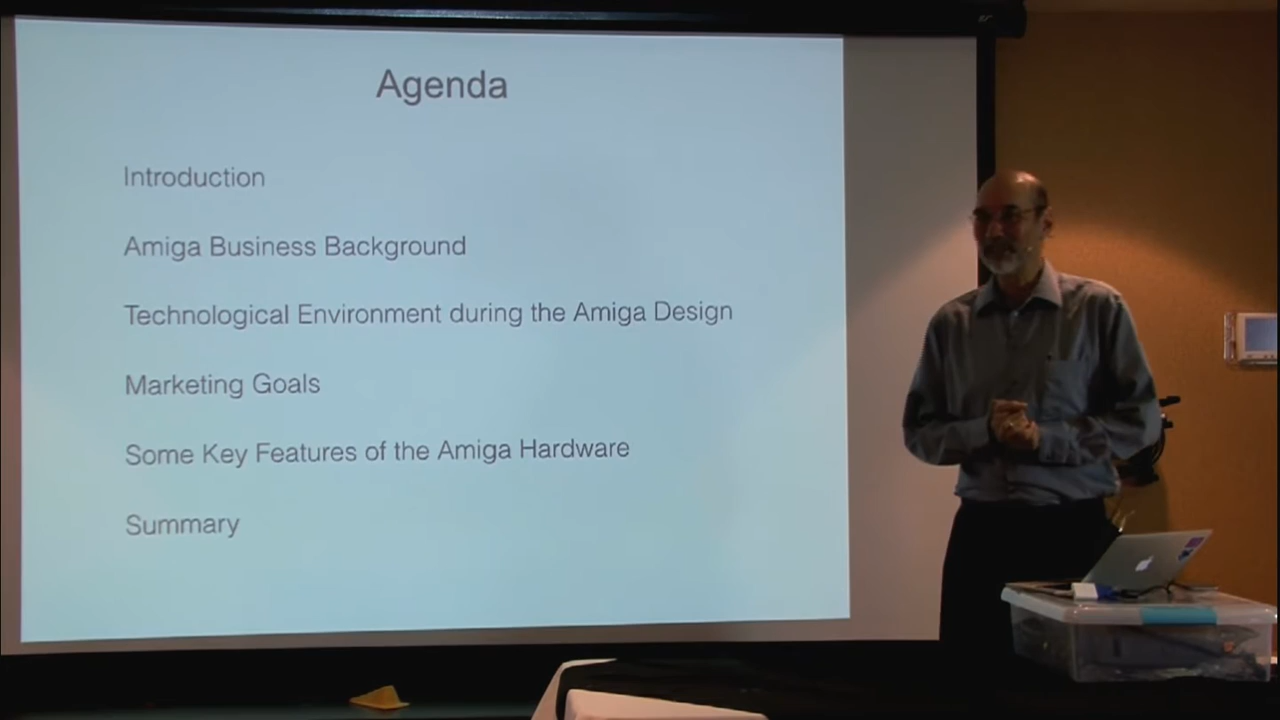 Agenda
Introduction
Amiga Business Background
Technological Environment during the Amiga Design
Marketing Goals
Some Key Features of the Amiga Hardware
Summary